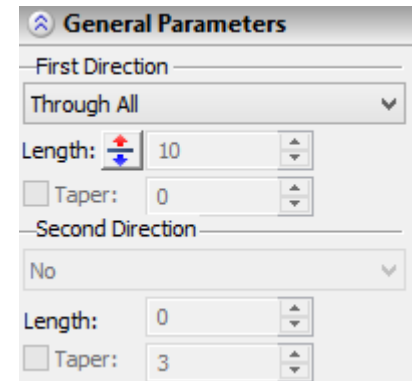 General Parameters
First Direction
Through All
Length: 10
Taper: 0
Second Direction
No
Length: 0
Taper: 3